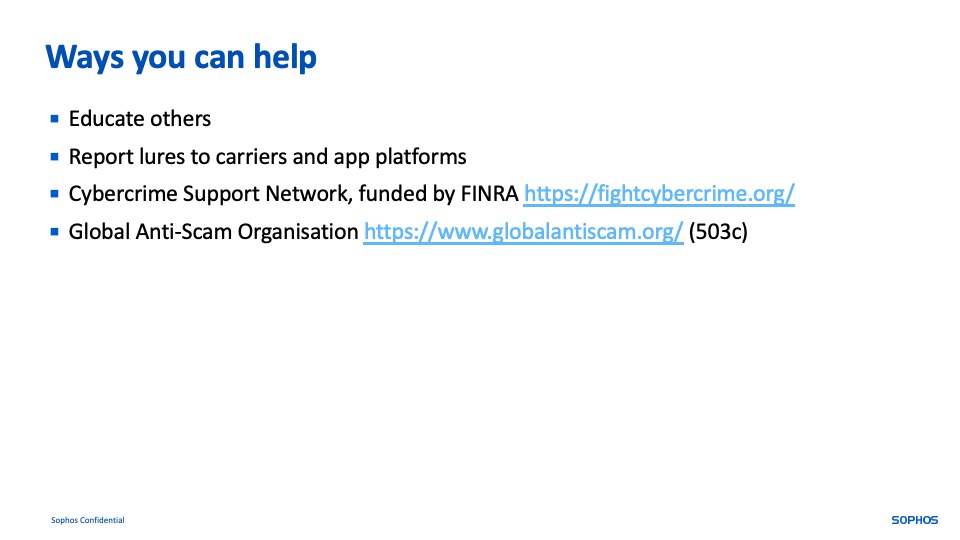 Ways you can help
▪ Educate others
▪ Report lures to carriers and app platforms
▪ Cybercrime Support Network, funded by FINRA https://fightcybercrime.org/
▪ Global Anti-Scam Organisation https://www.globalantiscam.org/ (503c)
Sophos Confidential
SOPHOS